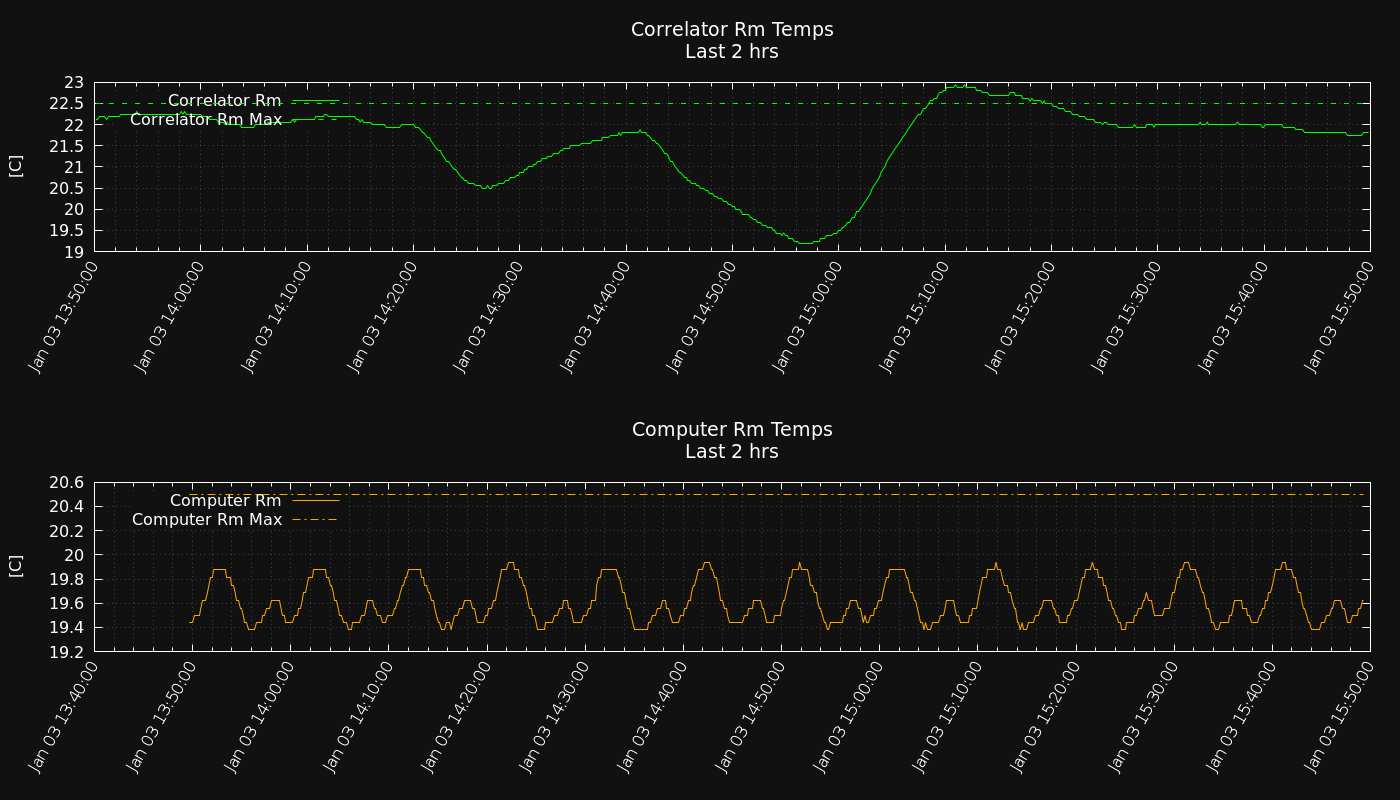 Correlator Rm Temps
Last 2 hrs
[C]
23
22.5
22
21.5
21
20.5
20
19.5
19
Correlator Rm
Correlator Rm Max
Jan 03 13:50:00
Jan 03 14:00:00
Jan 03 14:10:00
Jan 03 14:20:00
Jan 03 14:30:00
Jan 03 14:40:00
Jan 03 14:50:00
Jan 03 15:00:00
Jan 03 15:10:00
Jan 03 15:20:00
Jan 03 15:30:00
Jan 03 15:40:00
Jan 03 15:50:00
Computer Rm Temps
Last 2 hrs
[C]
20.6
20.4
20.2
20
19.8
19.6
19.4
19.2
Computer Rm
Computer Rm Max
Jan 03 13:40:00
Jan 03 13:50:00
Jan 03 14:00:00
Jan 03 14:10:00
Jan 03 14:20:00
Jan 03 14:30:00
Jan 03 14:40:00
Jan 03 14:50:00
Jan 03 15:00:00
Jan 03 15:10:00
Jan 03 15:20:00
Jan 03 15:30:00
Jan 03 15:40:00
Jan 03 15:50:00